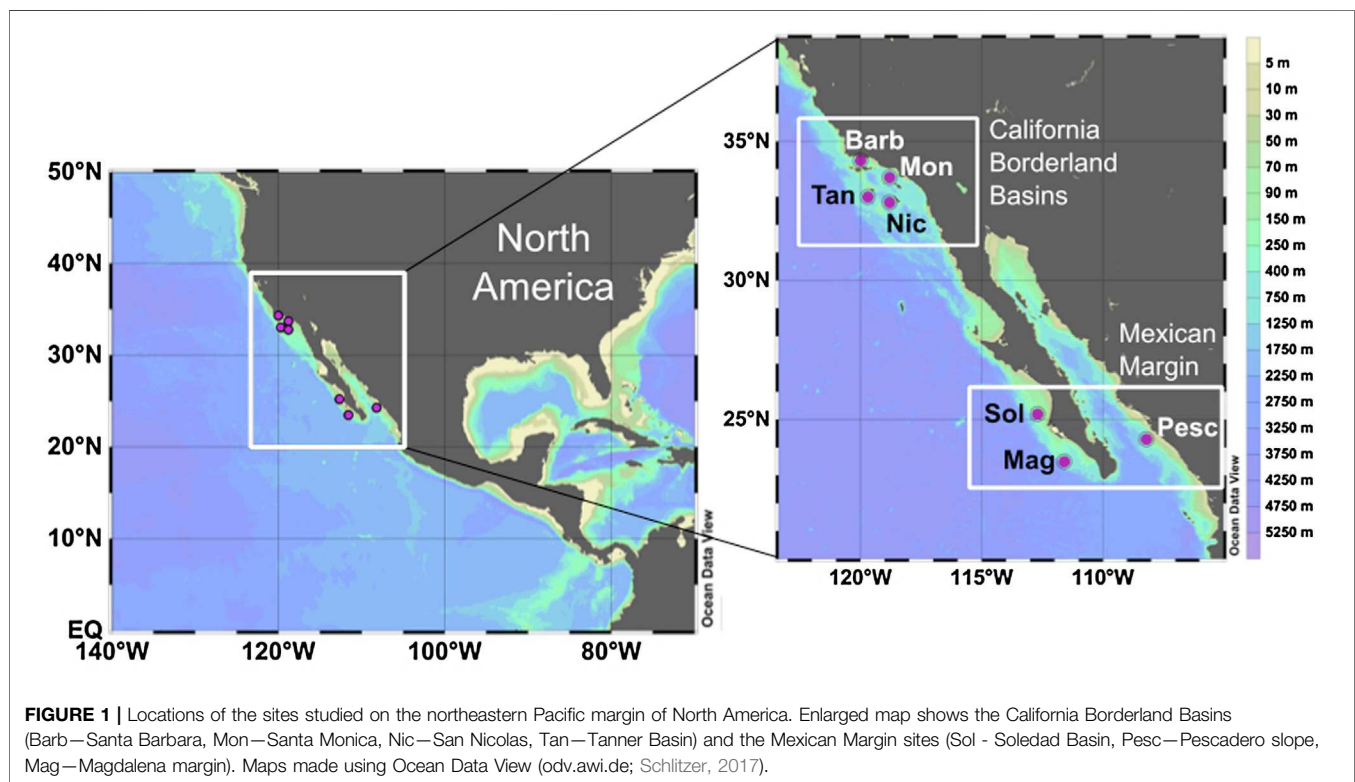 50°N
40°N
30°N
20°N
10°N
EQ
140°W
120°W
100°W
80°W
North
America
Ocean Data View
35°N
30°N
25°N
120°W
115°W
110°W
Barb
Mon
Tan
Nic
California
Borderland
Basins
Mexican
Margin
Sol
Mag
Pesc
Ocean Data View
5 m
10 m
30 m
50 m
70 m
90 m
150 m
250 m
400 m
750 m
1250 m
1750 m
2250 m
2750 m
3250 m
3750 m
4250 m
4750 m
5250 m
FIGURE 1 | Locations of the sites studied on the northeastern Pacific margin of North America. Enlarged map shows the California Borderland Basins
(Barb—Santa Barbara, Mon—Santa Monica, Nic—San Nicolas, Tan—Tanner Basin) and the Mexican Margin sites (Sol - Soledad Basin, Pesc—Pescadero slope,
Mag—Magdalena margin). Maps made using Ocean Data View (odv.awi.de; Schlitzer, 2017).